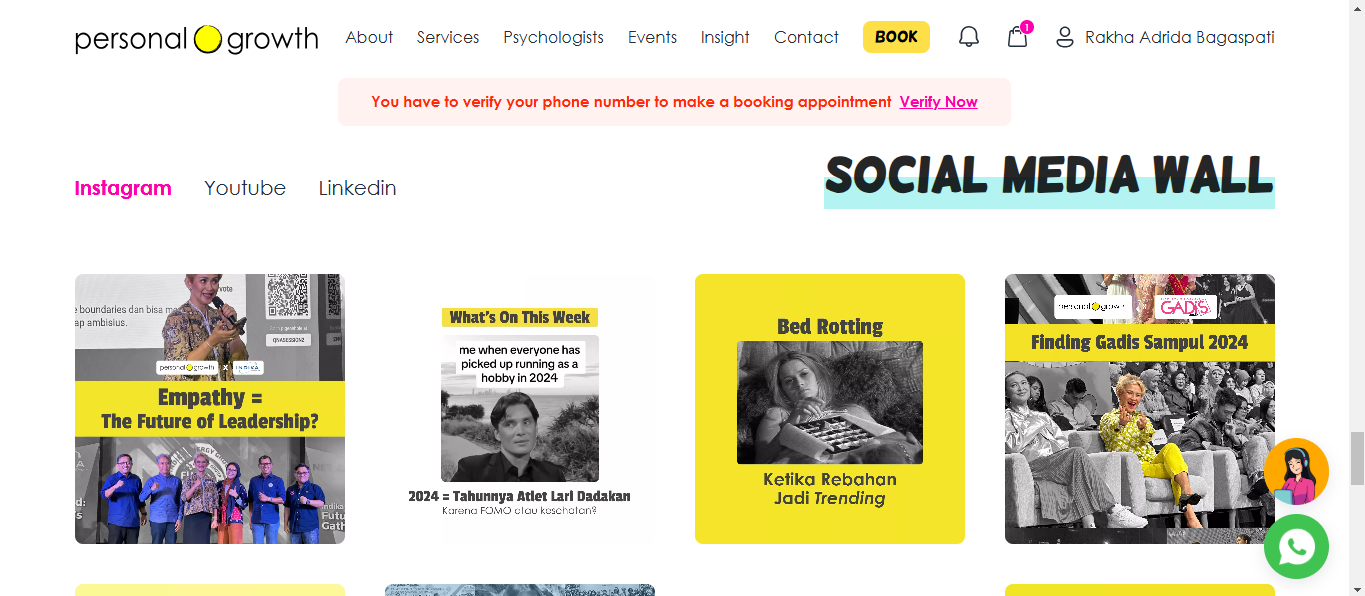 personal growth
About
Services
Psychologists
Events
Insight
Contact
BOOK
1
Rakha Adrida Bagaspati
You have to verify your phone number to make a booking appointment Verify Now
Instagram
Youtube
Linkedin
SOCIAL MEDIA WALL
e boundaries dan bisa me
ap ambisius.
vote
QNASESSION2
personal growth x INDIKA
Empathy =
The Future of Leadership?
What's On This Week
me when everyone has
picked up running as a
hobby in 2024
2024 = Tahunnya Atlet Lari Dadakan
Karena FOMO atau kesehatan?
Bed Rotting
Ketika Rebahan
Jadi Trending
personal growth
GADIS
Finding Gadis Sampul 2024